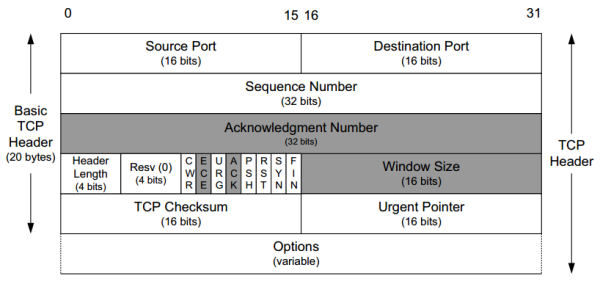 0 15 16 31
Source Port Destination Port
(16 bits) (16 bits)
Sequence Number
(32 bits)
Basic
TCP
Header
(20 bytes)
Acknowledgment Number
(32 bits)
TCP
Header
Header
Length
(4 bits)
Resv (0)
(4 bits)
CWR
ECE
URG
ACK
PSH
RST
SYN
FIN
Window Size
(16 bits)
TCP Checksum Urgent Pointer
(16 bits) (16 bits)
Options
(variable)